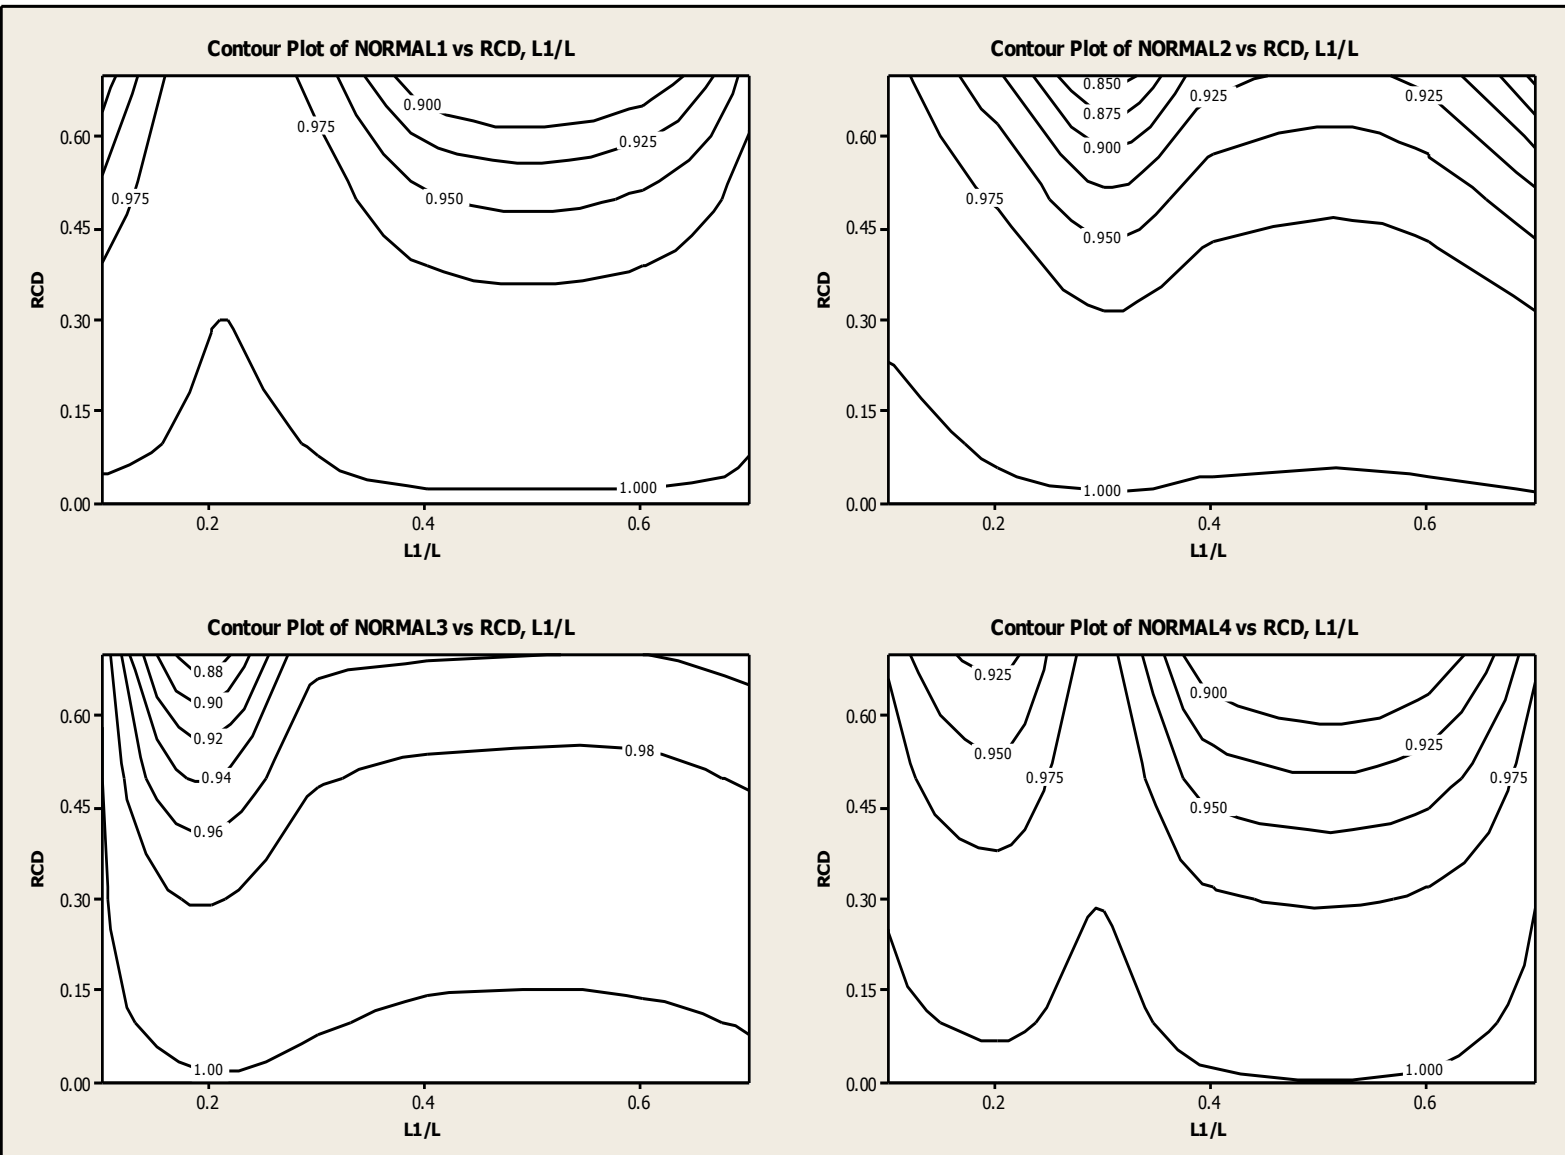 Contour Plot of NORMAL1 vs RCD, L1/L
0.900
0.975
0.925
0.975
0.950
1.000
0.60
0.45
0.30
0.15
0.00
RCD
0.2 0.4 0.6
L1/L
Contour Plot of NORMAL2 vs RCD, L1/L
0.850
0.925 0.925
0.875
0.900
0.975
0.950
1.000
0.60
0.45
0.30
0.15
0.00
RCD
0.2 0.4 0.6
L1/L
Contour Plot of NORMAL3 vs RCD, L1/L
0.88
0.90
0.92
0.98
0.94
0.96
1.00
0.60
0.45
0.30
0.15
0.00
RCD
0.2 0.4 0.6
L1/L
Contour Plot of NORMAL4 vs RCD, L1/L
0.925
0.900
0.925
0.950
0.975 0.975
0.950
1.000
0.60
0.45
0.30
0.15
0.00
RCD
0.2 0.4 0.6
L1/L